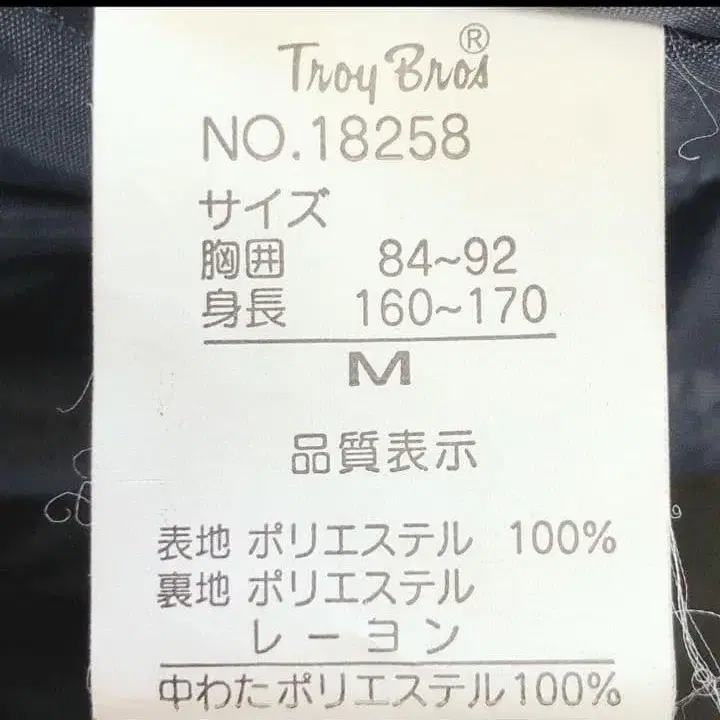 Troy Bros®
NO.18258
サイズ
胸囲 84~92
身長 160~170
M
品質表示
表地 ポリエステル 100%
裏地 ポリエステル
レーヨン
中わたポリエステル100%